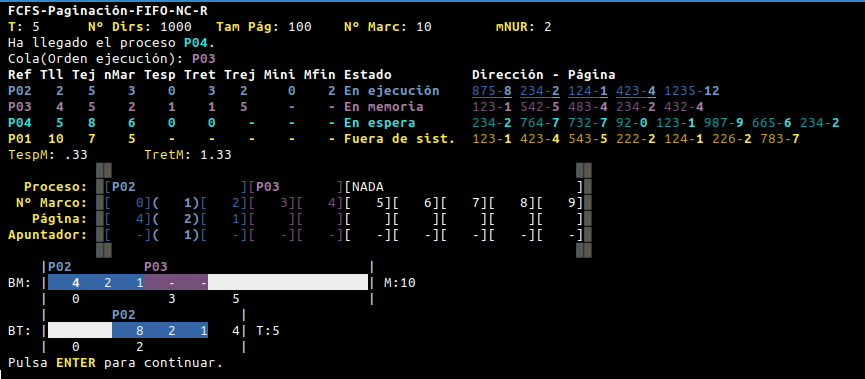 FCFS-Paginación-FIFO-NC-R
T: 5      Nº Dirs: 1000   Tam Pág: 100    Nº Marc: 10        mNUR: 2
Ha llegado el proceso P04.
Cola(Orden ejecución): P03
Ref Tll Tej nMar Tesp Tret Trej Mini Mfin Estado          Dirección - Página
P02   2   5    3    0    3   2     0    2 En ejecución    875-8 234-2 124-1 423-4 1235-12
P03   4   5    2    1    1   5     -    - En memoria      123-1 542-5 483-4 234-2 432-4
P04   5   8    6    0    0   -     -    - En espera       234-2 764-7 732-7 92-0 123-1 987-9 665-6 234-2
P01  10   7    5    -    -   -     -    - Fuera de sist.  123-1 423-4 543-5 222-2 124-1 226-2 783-7
TespM: .33       TretM: 1.33
Proceso: [P02             ][P03       ][NADA                        ]
Nº Marco: [   0](   1)[   2][   3][   4][   5][   6][   7][   8][   9]
Página: [   4](   2)[   1][    ][    ][    ][    ][    ][    ][    ]
Apuntador: [   -](   1)[   -][   -][   -][   -][   -][   -][   -][   -]
|P02         P03                         |
BM: |   4   2   1   -   -                    | M:10
|   0           3       5                |
|        P02             |
BT: |           8   2   1   4| T:5
|   0       2            |
Pulsa ENTER para continuar.